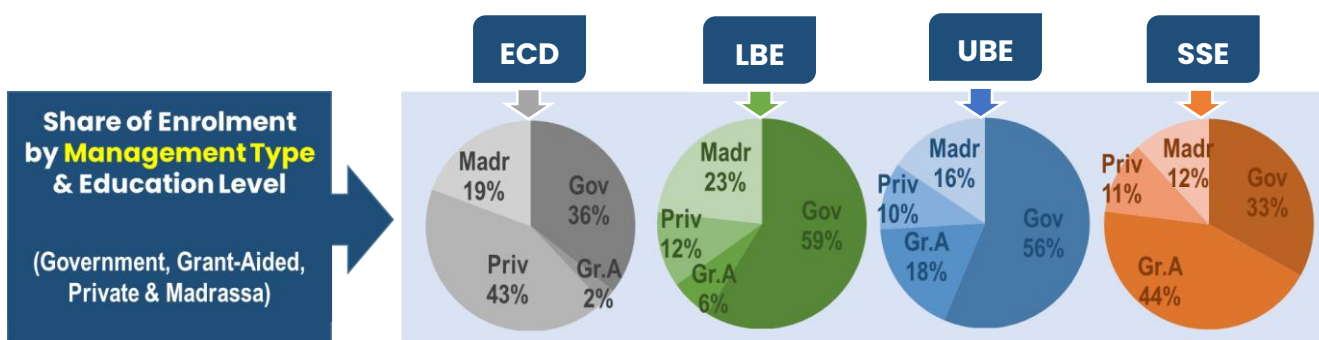 ECD
LBE
UBE
SSE
Share of Enrolment
by Management Type
& Education Level
(Government, Grant-Aided,
Private & Madrassa)
Madr
19%
Gov
36%
Priv
43%
Gr.A
2%
Madr
23%
Priv
12%
Gov
59%
Gr.A
6%
Madr
16%
Priv
10%
Gr.A
18%
Gov
56%
Madr
12%
Priv
11%
Gov
33%
Gr.A
44%